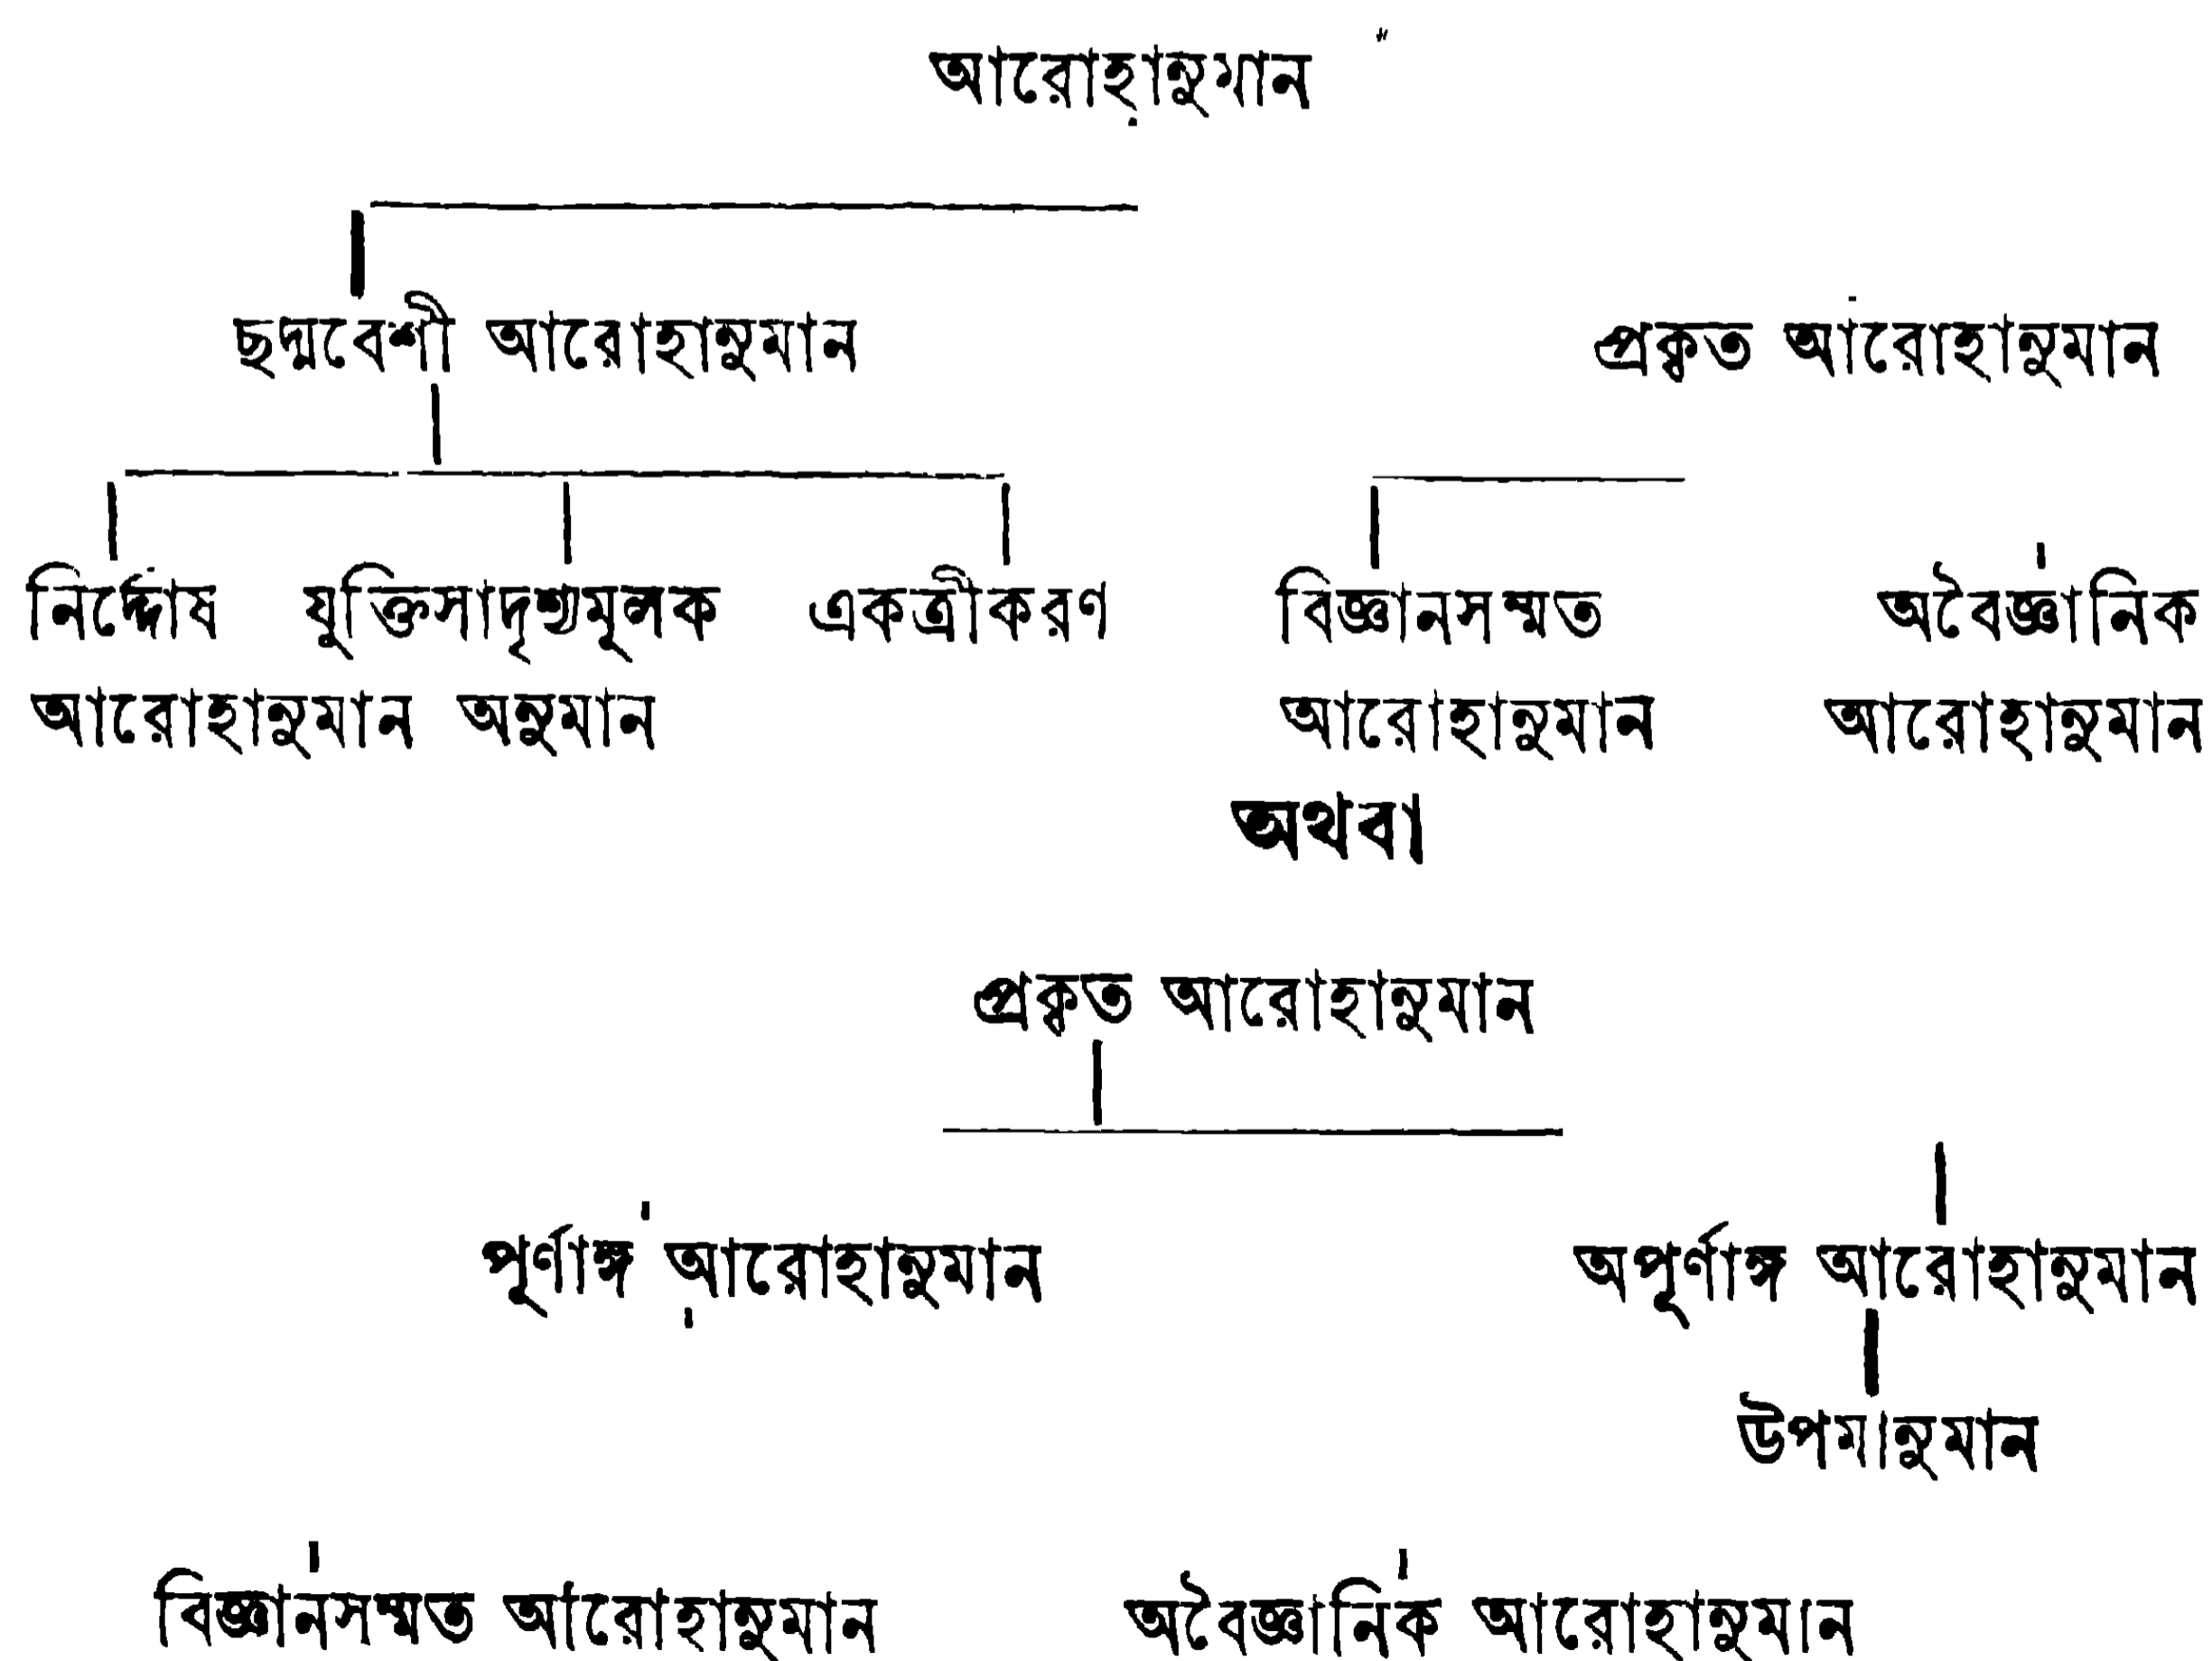 আরোহানুমান
ছদ্মবেশী আরোহানুমান প্রকৃত আরোহানুমান
নির্দ্দোষ যুক্তিসাদৃশ্যমূলক একত্রীকরণ বিজ্ঞানসম্মত অবৈজ্ঞানিক
আরোহানুমান অনুমান আরোহানুমান আরোহানুমান
অথবা
প্রকৃত আরোহানুমান
পূর্ণাঙ্গ আরোহানুমান অপূর্ণাঙ্গ আরোহানুমান
উপমানুমান
বিজ্ঞানসম্মত আরোহানুমান অবৈজ্ঞানিক আরোহানুমান